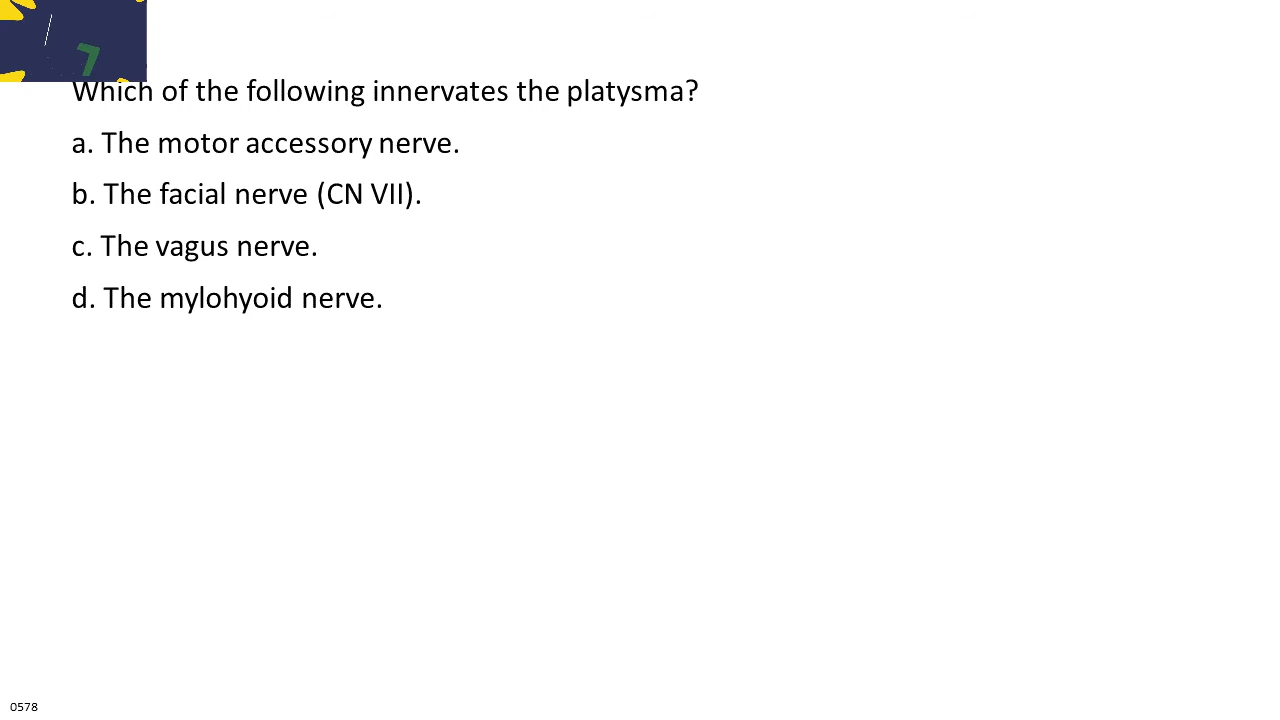 Which of the following innervates the platysma?
a. The motor accessory nerve.
b. The facial nerve (CN VII).
c. The vagus nerve.
d. The mylohyoid nerve.
0578